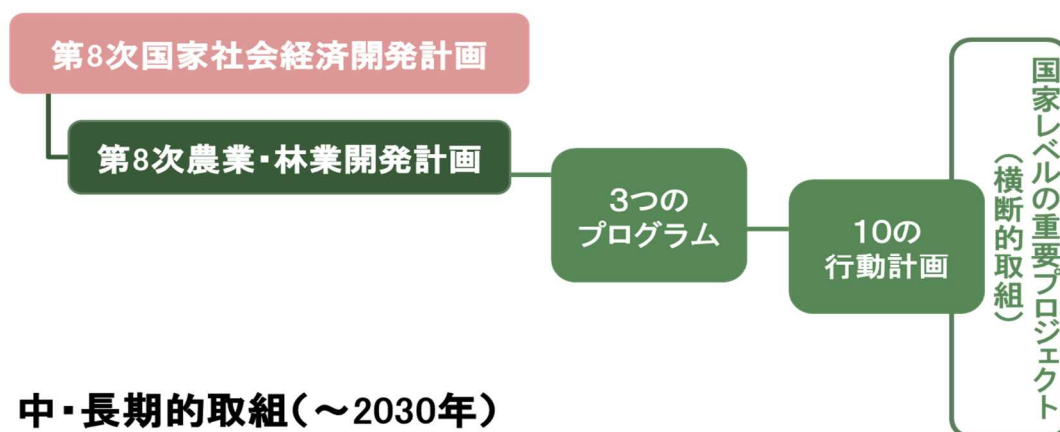 第8次国家社会経済開発計画
第8次農業・林業開発計画
3つの
プログラム
10の
行動計画
国家レベルの重要プロジェクト
（横断的取組）
中・長期的取組(～2030年)